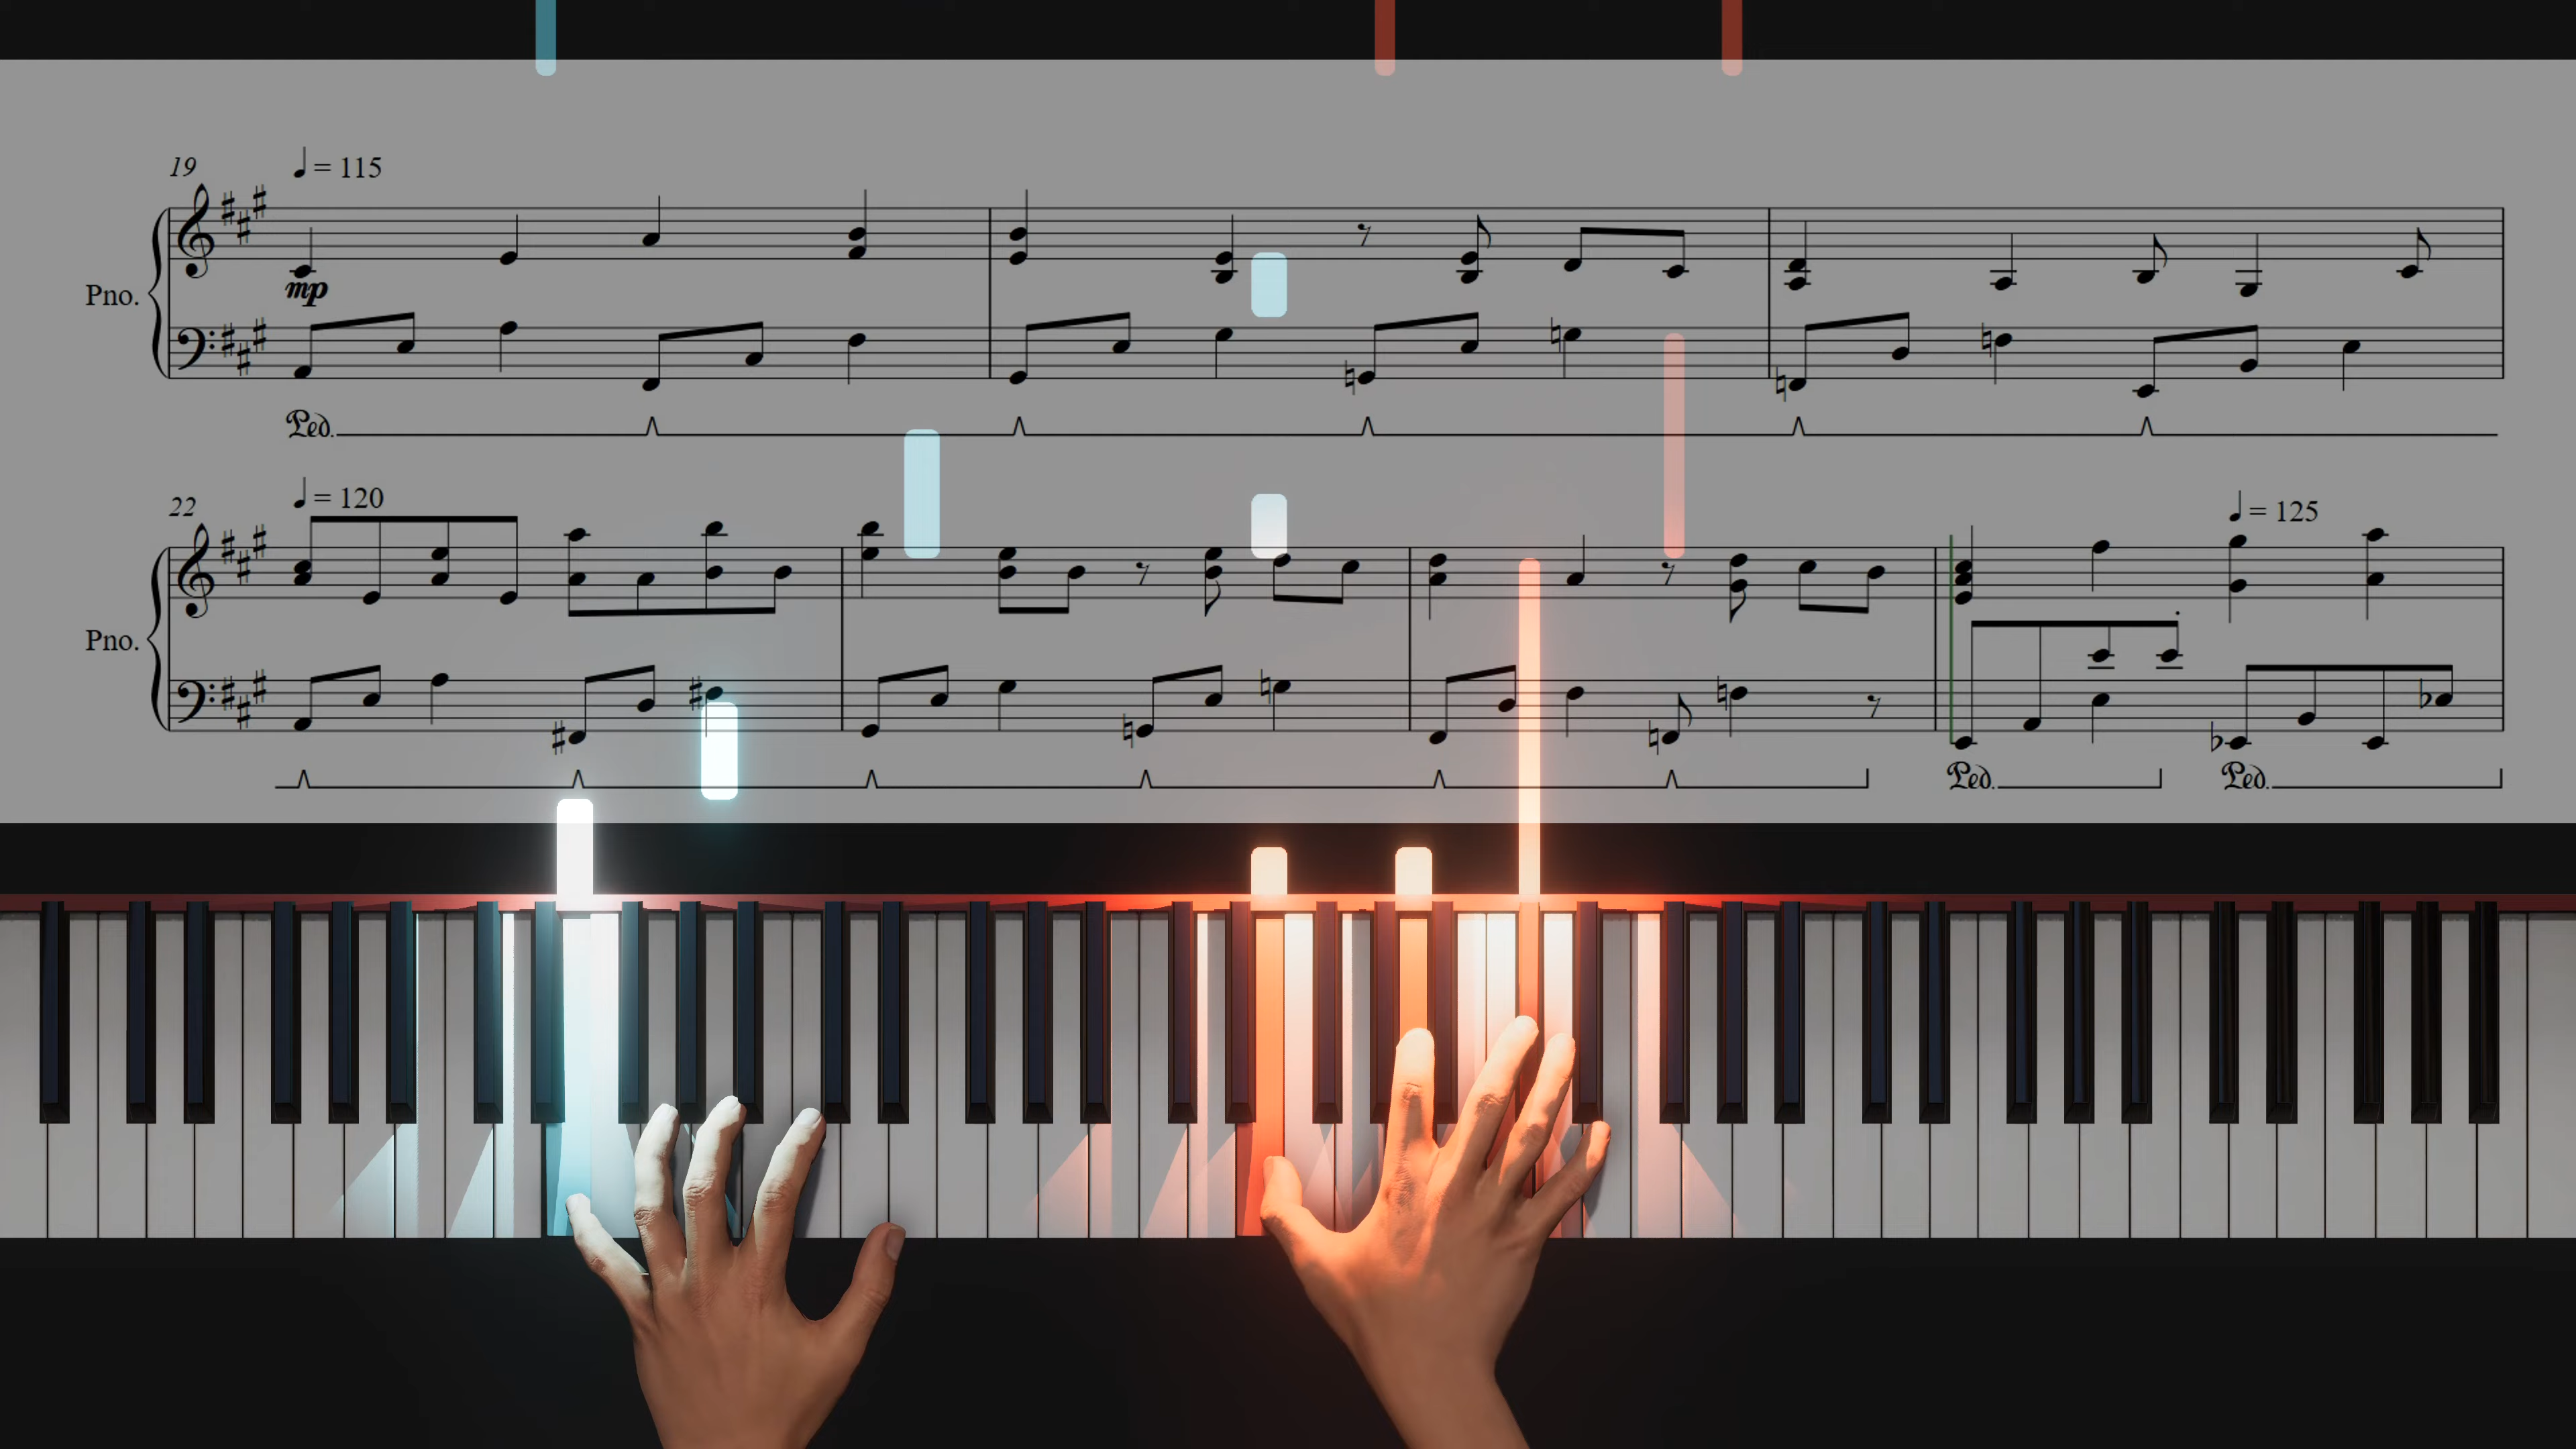 19 ♩ = 115
Pno.
mp
Ped.
22 ♩ = 120
♩ = 125
Pno.
Ped. Ped.